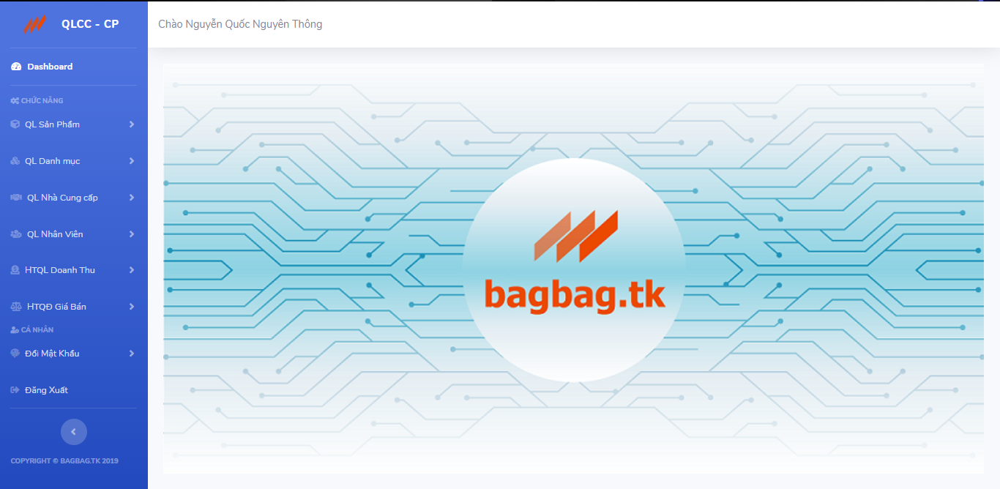 QLCC - CP
Chào Nguyễn Quốc Nguyên Thông
Dashboard
CHỨC NĂNG
QL Sản Phẩm
QL Danh mục
QL Nhà Cung cấp
QL Nhân Viên
HTQL Doanh Thu
HTQĐ Giá Bán
CÁ NHÂN
Đổi Mật Khẩu
Đăng Xuất
COPYRIGHT © BAGBAG.TK 2019
bagbag.tk